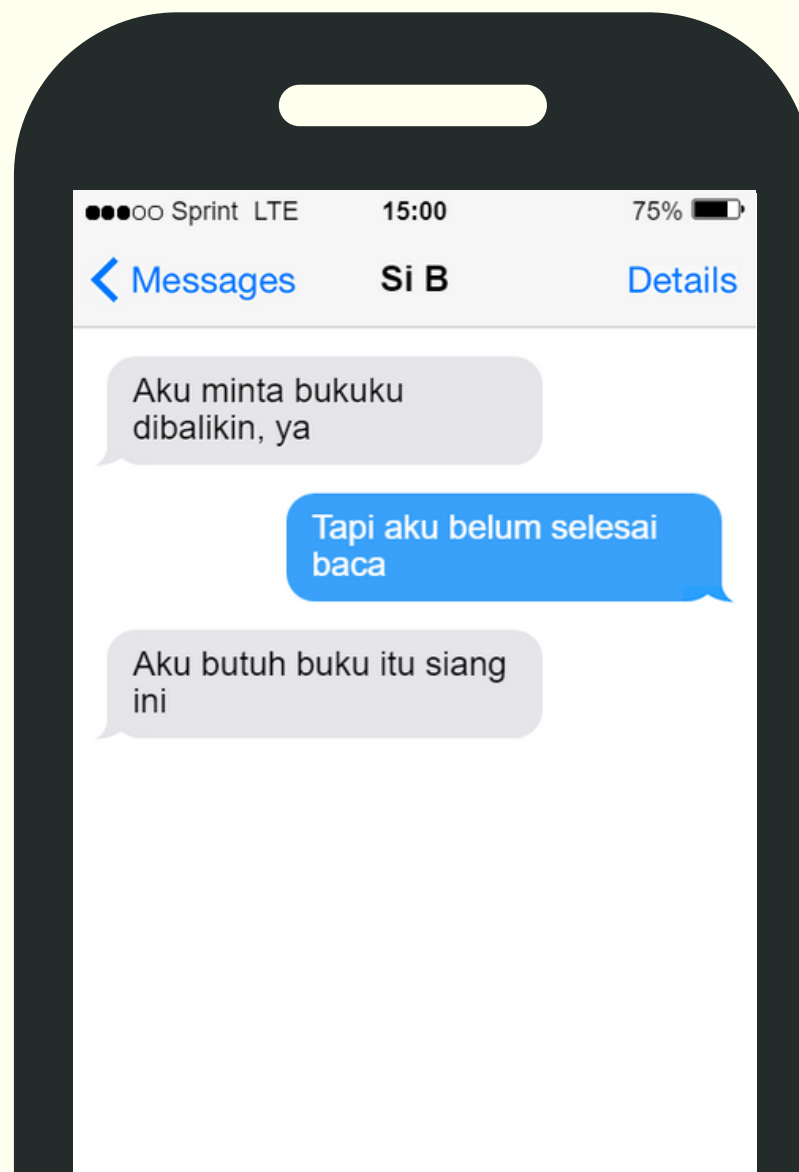 Sprint LTE 15:00 75%
Messages Si B Details
Aku minta bukuku
dibalikin, ya
Tapi aku belum selesai
baca
Aku butuh buku itu siang
ini